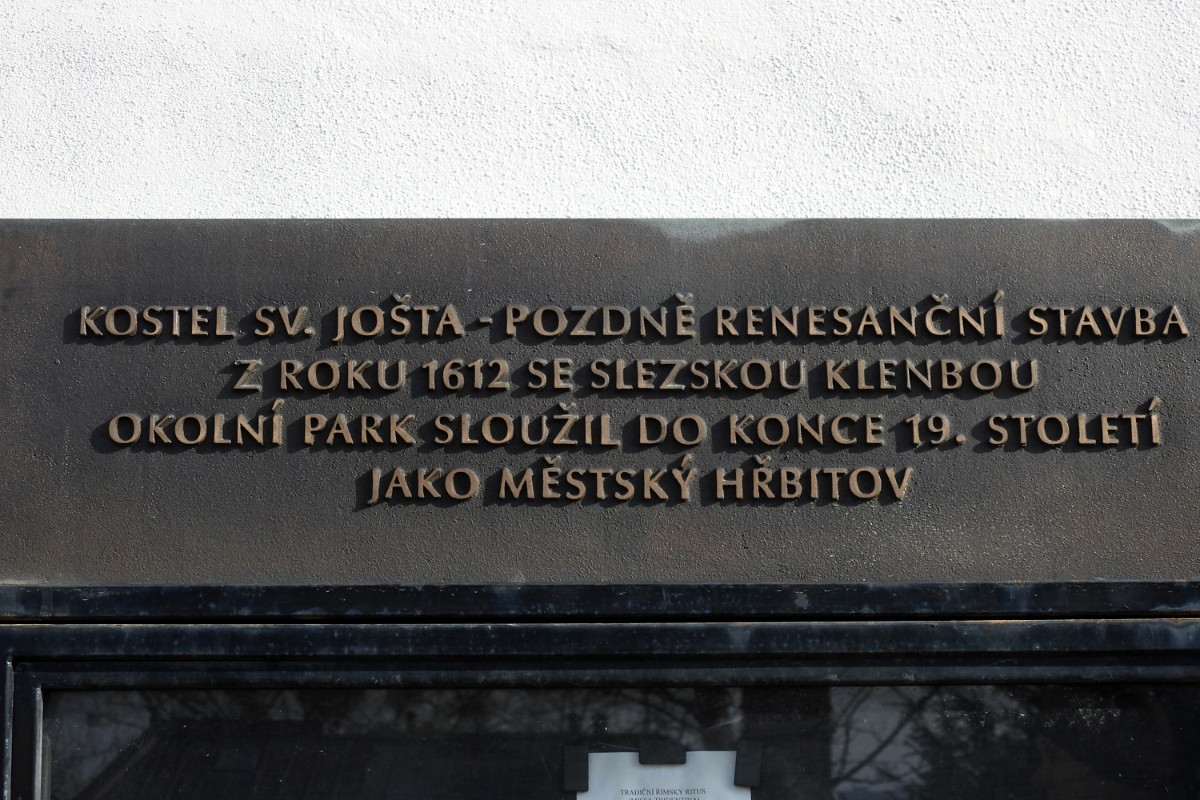 KOSTEL SV. JOŠTA - POZDNĚ RENESANČNÍ STAVBA
Z ROKU 1612 SE SLEZSKOU KLENBOU
OKOLNÍ PARK SLOUŽIL DO KONCE 19. STOLETÍ
JAKO MĚSTSKÝ HŘBITOV
TRADIČNÍ ŘÍMSKÝ RITUS